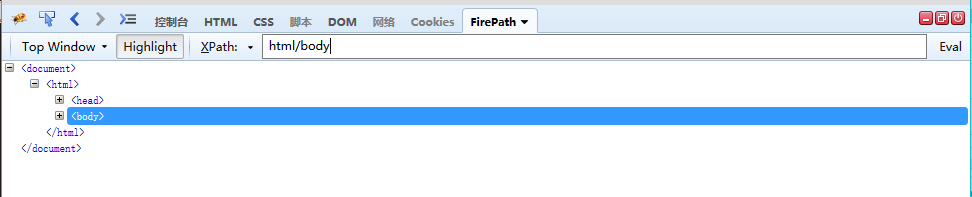 控制台 HTML CSS 脚本 DOM 网络 Cookies FirePath
Top Window Highlight XPath: html/body Eval
<document>
<html>
<head>
<body>
</html>
</document>